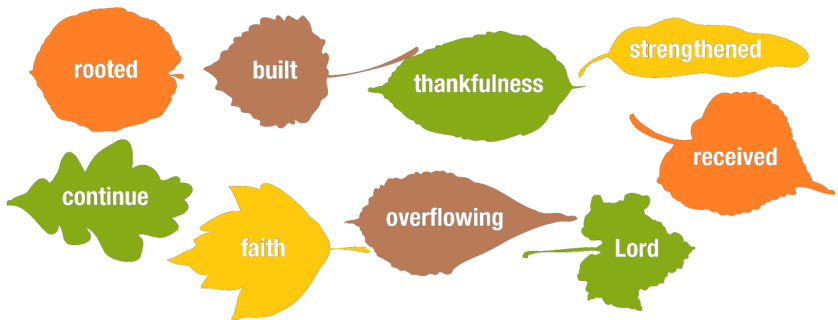 rooted
built
thankfulness
strengthened
received
continue
faith
overflowing
Lord